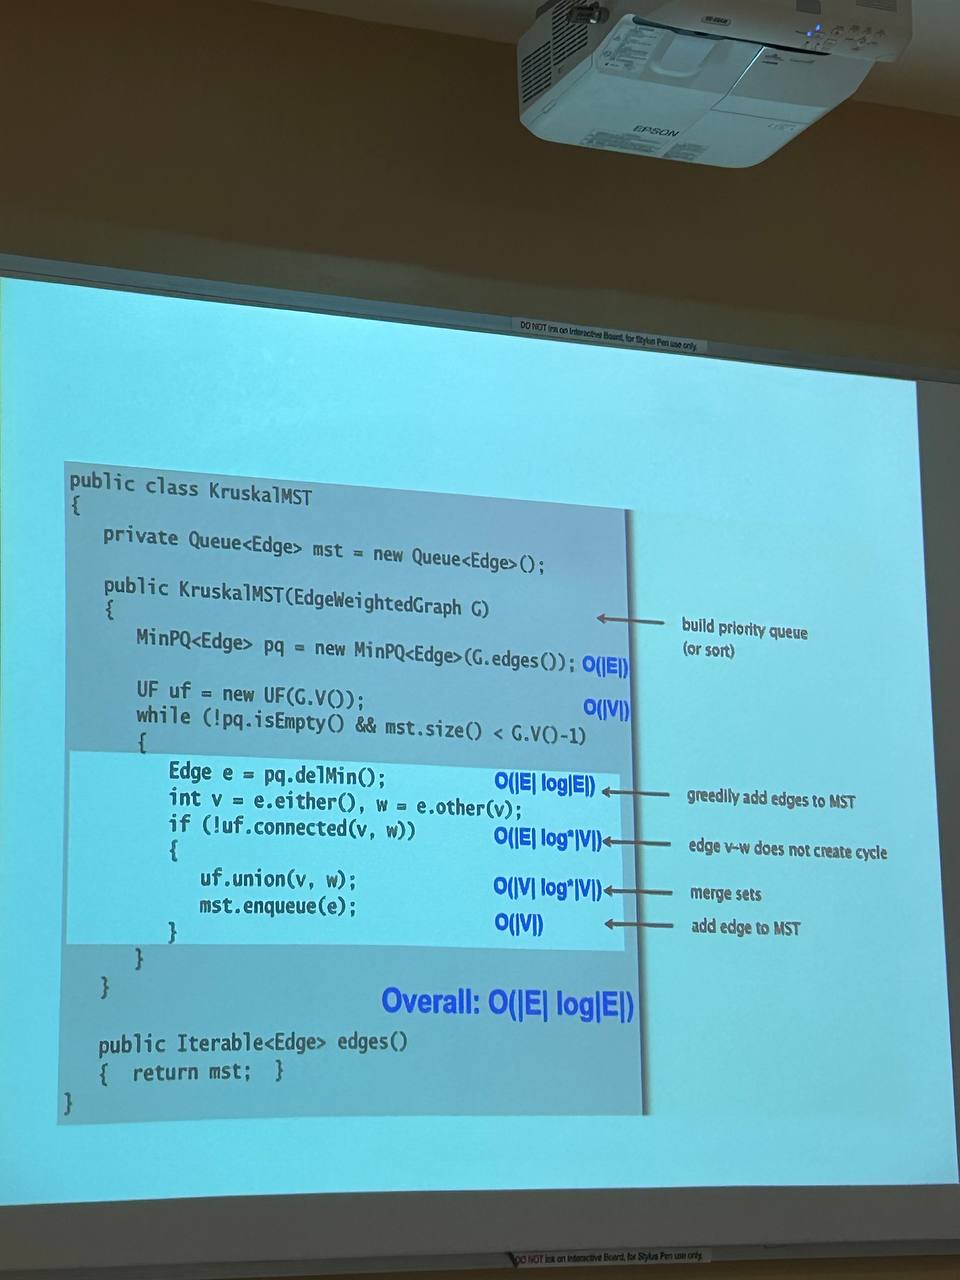 EPSON
DO NOT ink on Interactive Board, for Stylus Pen use only.
public class KruskalMST
{
private Queue<Edge> mst = new Queue<Edge>();
public KruskalMST(EdgeWeightedGraph G)
{
build priority queue
(or sort)
MinPQ<Edge> pq = new MinPQ<Edge>(G.edges()); O(|E|)
UF uf = new UF(G.V()); O(|V|)
while (!pq.isEmpty() && mst.size() < G.V()-1)
{
Edge e = pq.delMin(); O(|E| log|E|) greedily add edges to MST
int v = e.either(), w = e.other(v);
if (!uf.connected(v, w)) O(|E| log*|V|) edge v–w does not create cycle
{
uf.union(v, w); O(|V| log*|V|) merge sets
mst.enqueue(e); O(|V|) add edge to MST
}
}
}
Overall: O(|E| log|E|)
public Iterable<Edge> edges()
{ return mst; }
}
DO NOT ink on Interactive Board, for Stylus Pen use only.